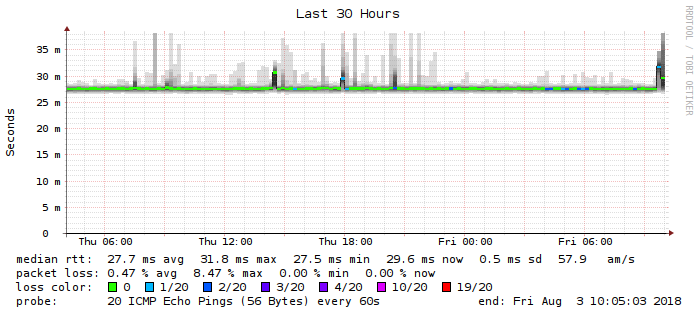 Last 30 Hours
RRDTOOL / TOBI OETIKER
Seconds
35 m
30 m
25 m
20 m
15 m
10 m
5 m
0
Thu 06:00 Thu 12:00 Thu 18:00 Fri 00:00 Fri 06:00
median rtt: 27.7 ms avg 31.8 ms max 27.5 ms min 29.6 ms now 0.5 ms sd 57.9 am/s
packet loss: 0.47 % avg 8.47 % max 0.00 % min 0.00 % now
loss color: 0 1/20 2/20 3/20 4/20 10/20 19/20
probe: 20 ICMP Echo Pings (56 Bytes) every 60s end: Fri Aug 3 10:05:03 2018